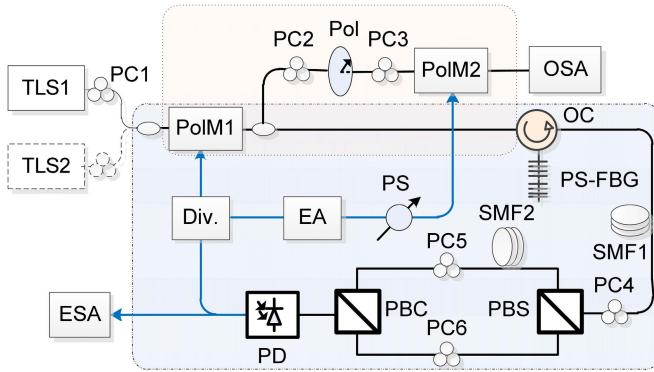 Pol
PC2
PC3
PC1
TLS1
PolM2
OSA
PolM1
OC
TLS2
PS
PS-FBG
Div.
EA
SMF2
SMF1
PC5
PC4
ESA
PBC
PBS
PC6
PD